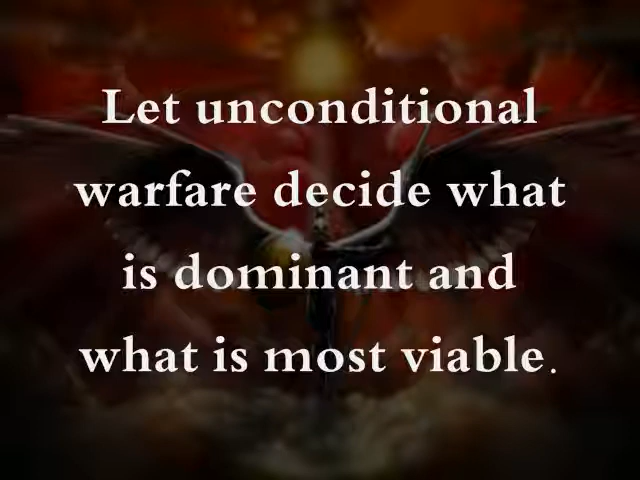 Let unconditional
warfare decide what
is dominant and
what is most viable.